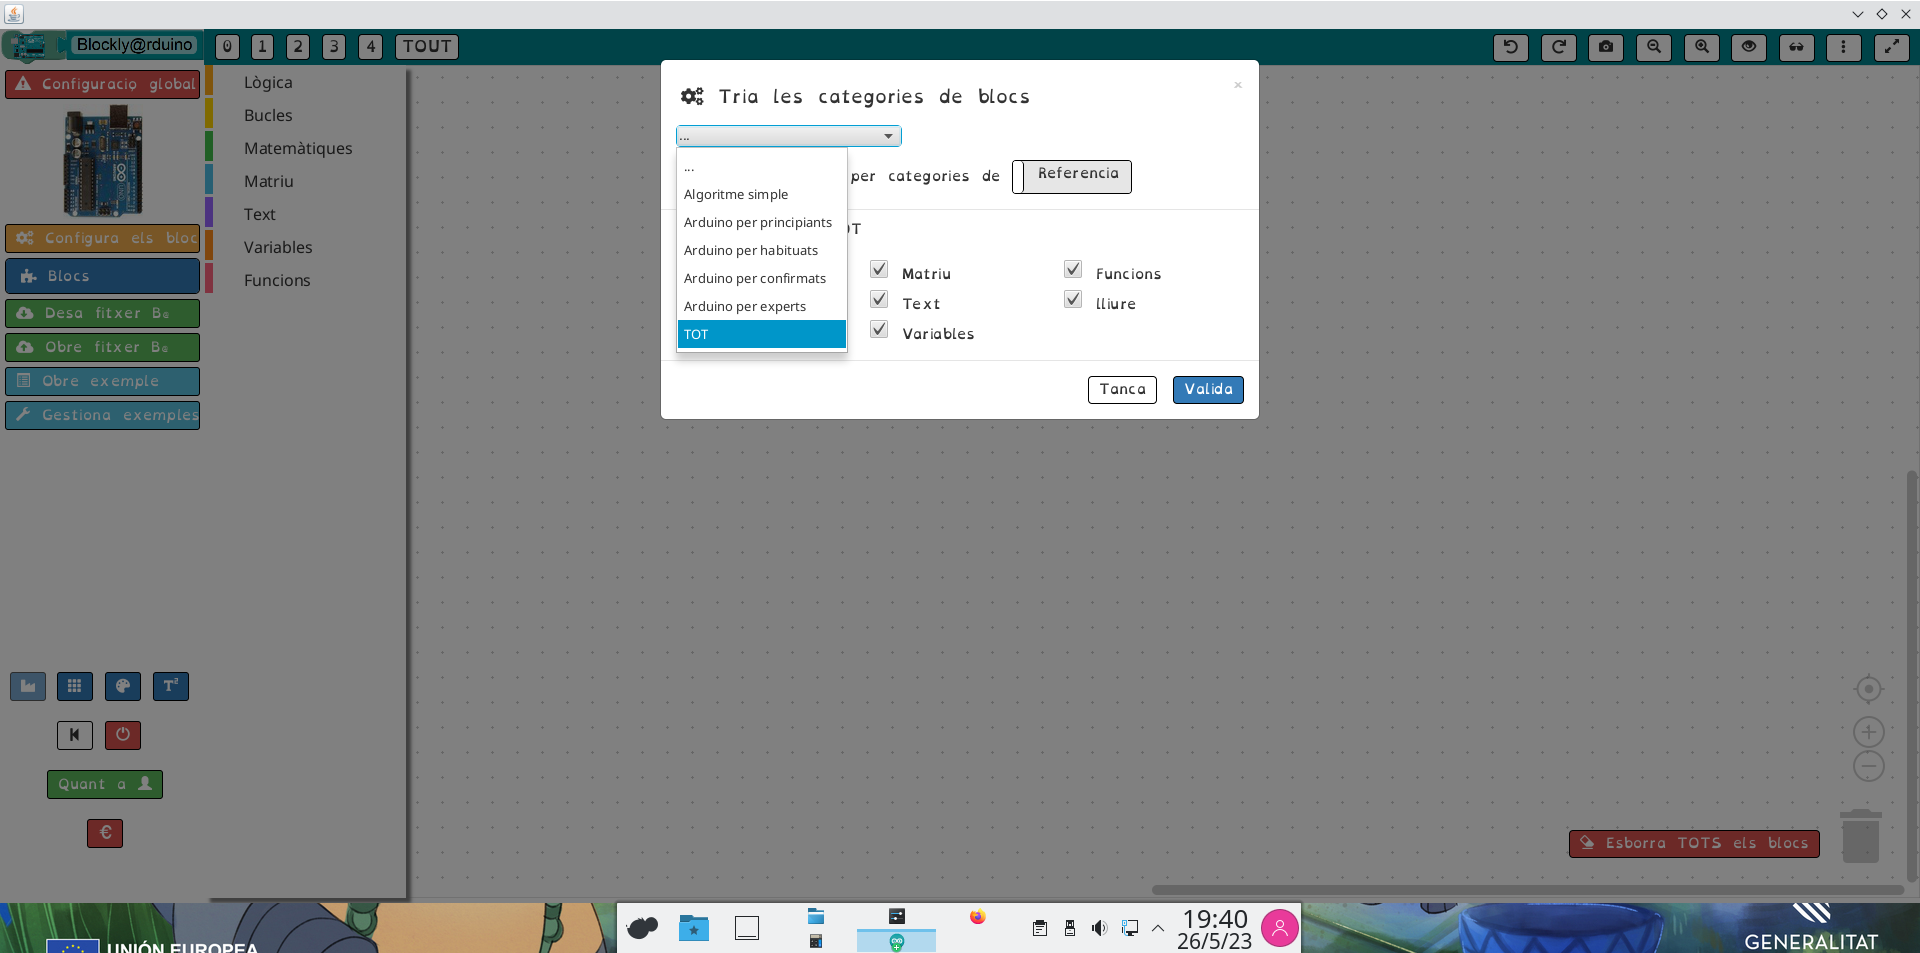 Blockly@rduino
0 1 2 3 4 TOUT
Configuració global
Configura els bloc
Blocs
Desa fitxer B@
Obre fitxer B@
Obre exemple
Gestiona exemples
Quant a
€
Lògica
Bucles
Matemàtiques
Matriu
Text
Variables
Funcions
Tria les categories de blocs
×
...
...
Algoritme simple
Arduino per principiants
Arduino per habituats
Arduino per confirmats
Arduino per experts
TOT
per categories de Referencia
OT
Matriu
Funcions
Text
lliure
Variables
Tanca
Valida
Esborra TOTS els blocs
19:40
26/5/23
UNIÓN EUROPEA
GENERALITAT